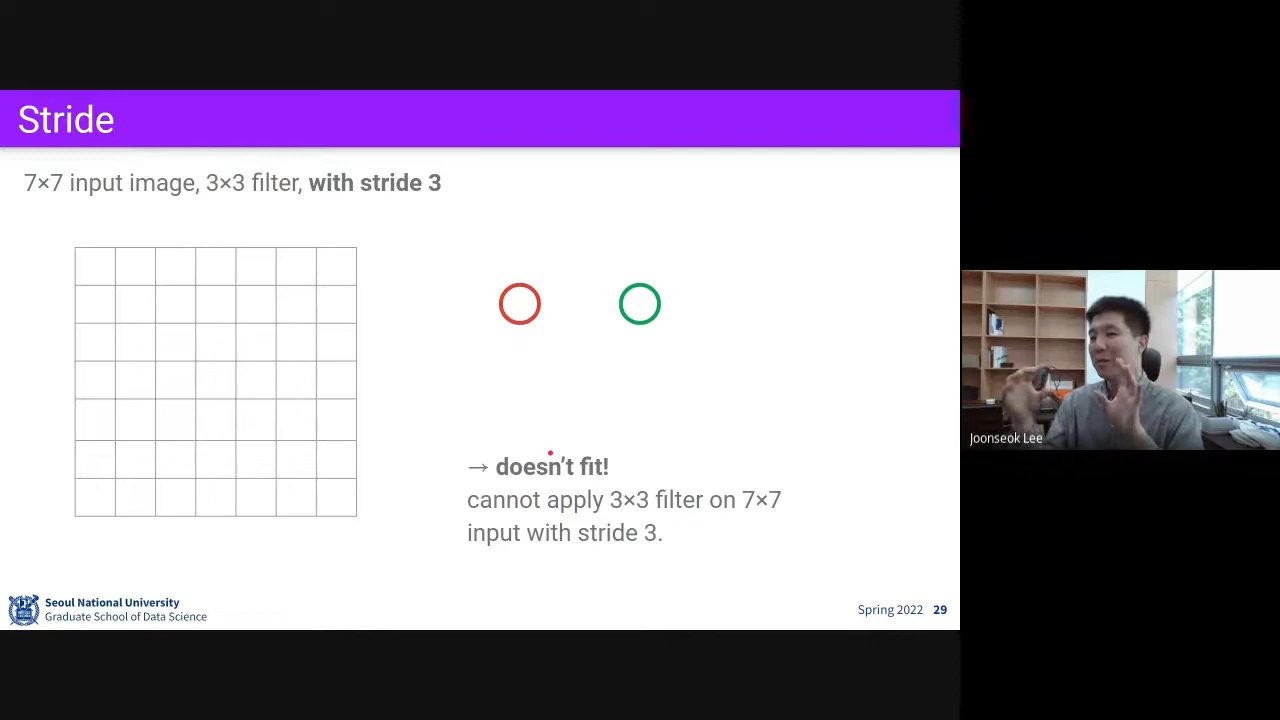 Stride
7×7 input image, 3×3 filter, with stride 3
→ doesn't fit!
cannot apply 3×3 filter on 7×7
input with stride 3.
Seoul National University
Graduate School of Data Science
Spring 2022 29
Joonseok Lee